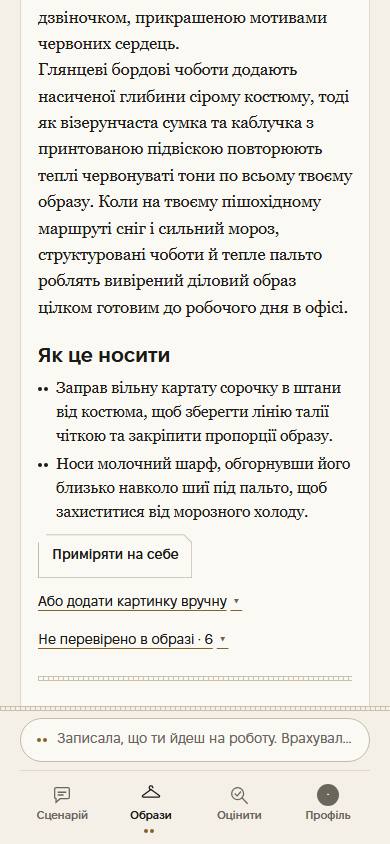 дзвіночком, прикрашеною мотивами
червоних сердець.
Глянцеві бордові чоботи додають
насиченої глибини сірому костюму, тоді
як візерунчаста сумка та каблучка з
принтованою підвіскою повторюють
теплі червонуваті тони по всьому твоєму
образу. Коли на твоєму пішохідному
маршруті сніг і сильний мороз,
структуровані чоботи й тепле пальто
роблять вивірений діловий образ
цілком готовим до робочого дня в офісі.
Як це носити
•• Заправ вільну картату сорочку в штани
від костюма, щоб зберегти лінію талії
чіткою та закріпити пропорції образу.
•• Носи молочний шарф, обгорнувши його
близько навколо шиї під пальто, щоб
захиститися від морозного холоду.
Приміряти на себе
Або додати картинку вручну ▾
Не перевірено в образі · 6 ▾
•• Записала, що ти йдеш на роботу. Врахувал...
Сценарій Образи Оцінити Профіль